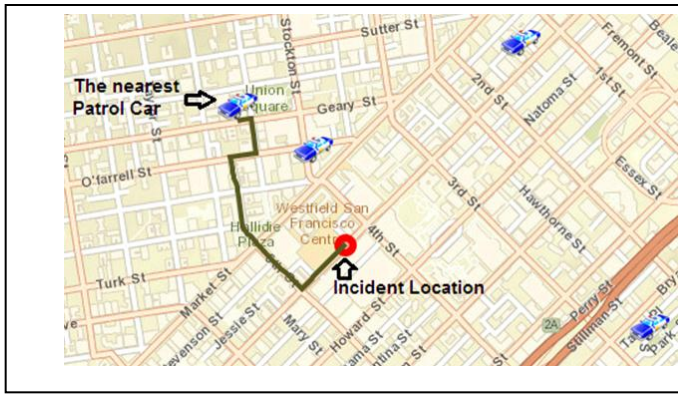 Sutter St
Stockton St
Fremont St
Beale
1st St
2nd St
Natoma St
The nearest
Patrol Car
Union
Square
Geary St
O'farrell St
Essex St
3rd St
Hawthorne St
Westfield San
Francisco
Centre
4th St
Hallidie
Plaza
5th St
Turk St
Market St
Incident Location
Jessie St
Stevenson St
Mary St
Howard St
Perry St
Stillman St
2A